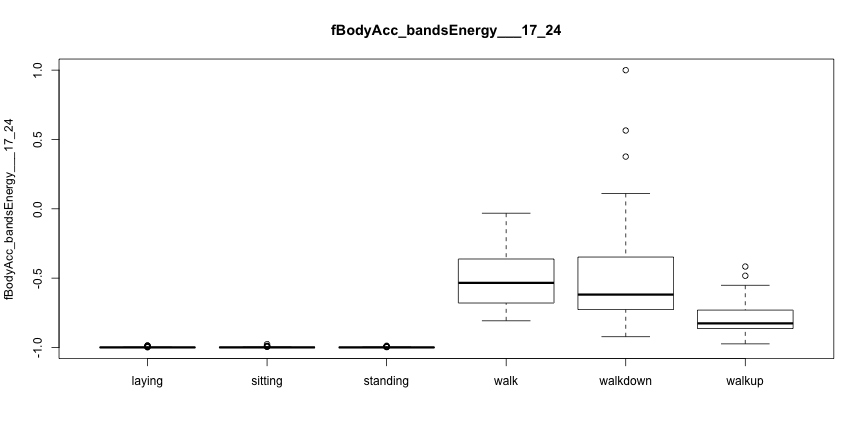 fBodyAcc_bandsEnergy___17_24
fBodyAcc_bandsEnergy___17_24
1.0
0.5
0.0
-0.5
-1.0
laying sitting standing walk walkdown walkup